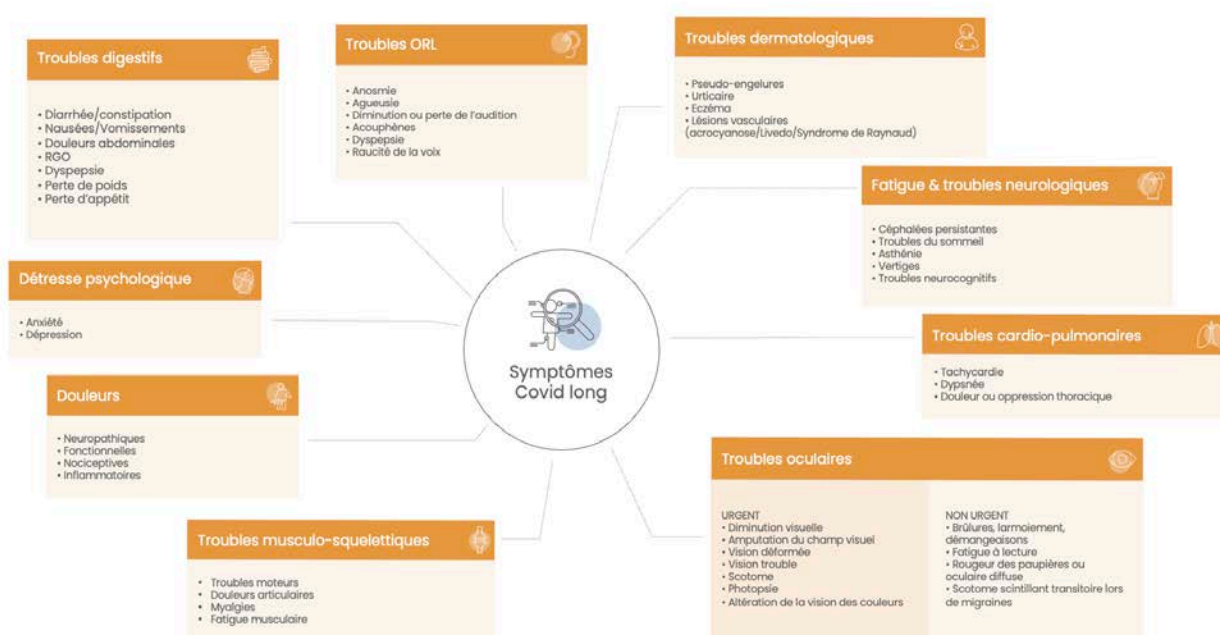 Troubles digestifs
• Diarrhée/constipation
• Nausées/Vomissements
• Douleurs abdominales
• RGO
• Dyspepsie
• Perte de poids
• Perte d'appétit
Troubles ORL
• Anosmie
• Agueusie
• Diminution ou perte de l'audition
• Acouphènes
• Dyspepsie
• Raucité de la voix
Troubles dermatologiques
• Pseudo-engelures
• Urticaire
• Eczéma
• Lésions vasculaires
(acrocyanose/Livedo/Syndrome de Raynaud)
Fatigue & troubles neurologiques
• Céphalées persistantes
• Troubles du sommeil
• Asthénie
• Vertiges
• Troubles neurocognitifs
Détresse psychologique
• Anxiété
• Dépression
Symptômes
Covid long
Troubles cardio-pulmonaires
• Tachycardie
• Dypsnée
• Douleur ou oppression thoracique
Douleurs
• Neuropathiques
• Fonctionnelles
• Nociceptives
• Inflammatoires
Troubles musculo-squelettiques
• Troubles moteurs
• Douleurs articulaires
• Myalgies
• Fatigue musculaire
Troubles oculaires
URGENT
• Diminution visuelle
• Amputation du champ visuel
• Vision déformée
• Vision trouble
• Scotome
• Photopsie
• Altération de la vision des couleurs
NON URGENT
• Brûlures, larmoiement,
démangeaisons
• Fatigue à lecture
• Rougeur des paupières ou
oculaire diffuse
• Scotome scintillant transitoire lors
de migraines